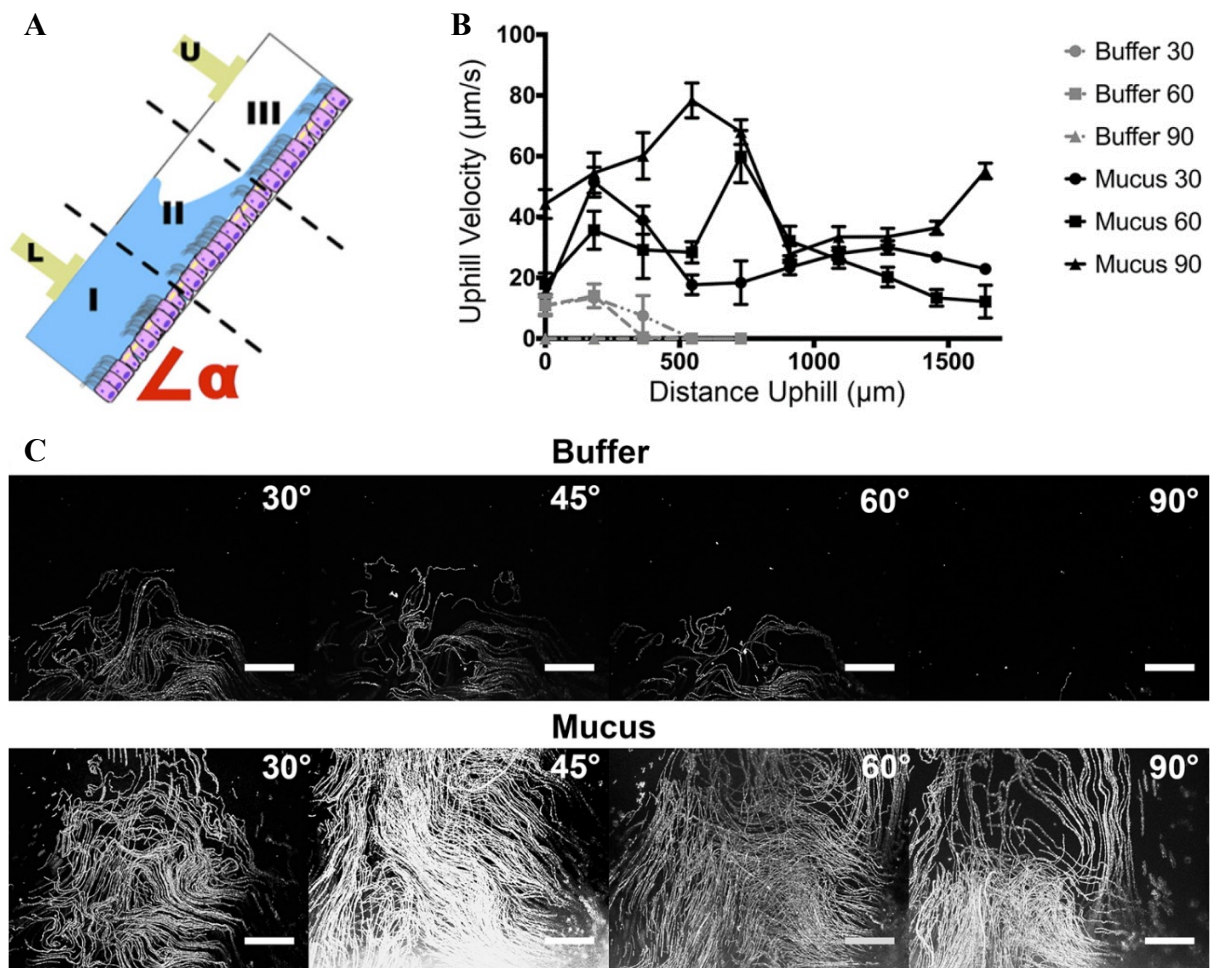 A
U
III
II
L
I
∠α
B
100
80
60
40
20
0
Uphill Velocity (μm/s)
0 500 1000 1500
Distance Uphill (μm)
Buffer 30
Buffer 60
Buffer 90
Mucus 30
Mucus 60
Mucus 90
C
Buffer
30° 45° 60° 90°
Mucus
30° 45° 60° 90°